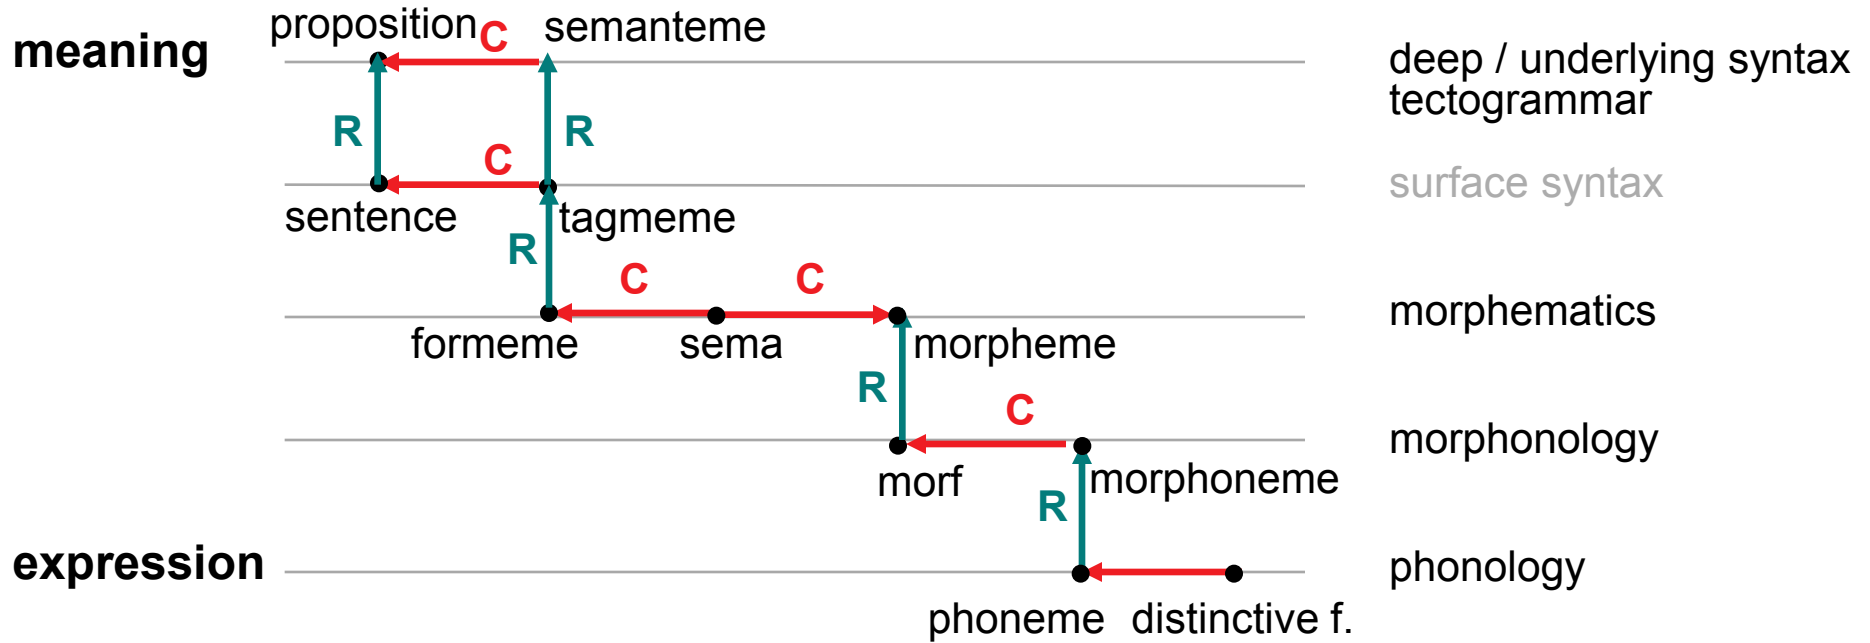 meaning
proposition C semanteme
deep / underlying syntax
tectogrammar
R R
C
surface syntax
sentence tagmeme
R
C C
morphematics
formeme sema morpheme
R
C
morphonology
morf morphoneme
R
expression
phonology
phoneme distinctive f.